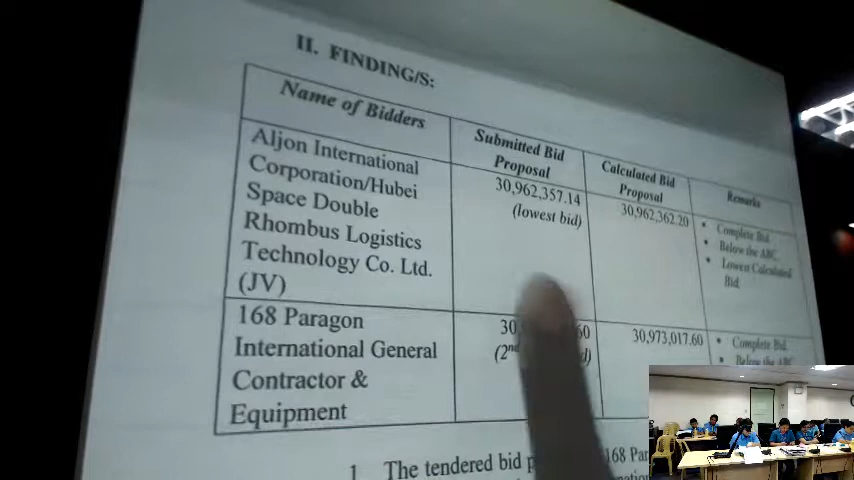 II. FINDING/S:
Name of Bidders
Submitted Bid
Proposal
Calculated Bid
Proposal
Remarks
Aljon International
Corporation/Hubei
Space Double
Rhombus Logistics
Technology Co. Ltd.
(JV)
30,962,357.14
(lowest bid)
30,962,362.20
• Complete Bid
• Below the ABC
• Lowest Calculated
Bid
168 Paragon
International General
Contractor &
Equipment
30,973,017.60
• Complete Bid
• Below the ABC
1 The tendered bid
168